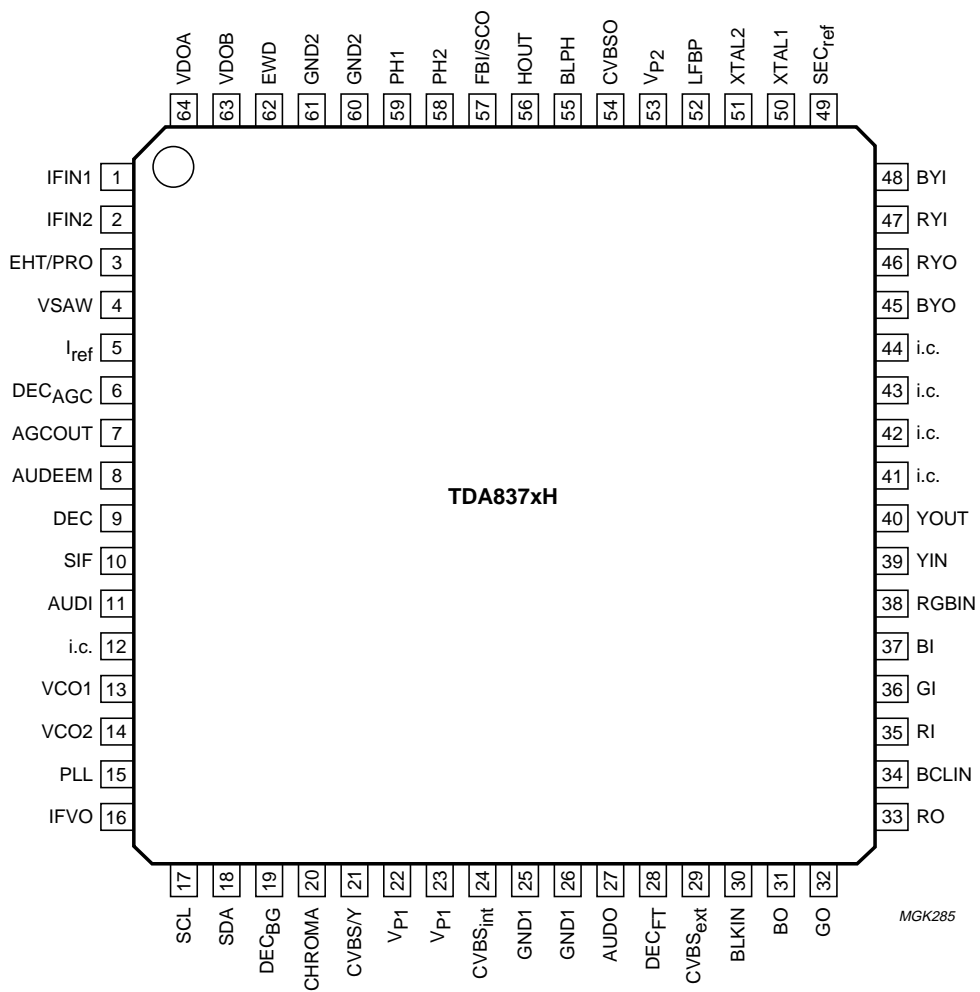 VDOA VDOB EWD GND2 GND2 PH1 PH2 FBI/SCO HOUT BLPH CVBSO VP2 LFBP XTAL2 XTAL1 SECref
64 63 62 61 60 59 58 57 56 55 54 53 52 51 50 49
IFIN1 1
IFIN2 2
EHT/PRO 3
VSAW 4
Iref 5
DECAGC 6
AGCOUT 7
AUDEEM 8
DEC 9
SIF 10
AUDI 11
i.c. 12
VCO1 13
VCO2 14
PLL 15
IFVO 16
TDA837xH
48 BYI
47 RYI
46 RYO
45 BYO
44 i.c.
43 i.c.
42 i.c.
41 i.c.
40 YOUT
39 YIN
38 RGBIN
37 BI
36 GI
35 RI
34 BCLIN
33 RO
17 18 19 20 21 22 23 24 25 26 27 28 29 30 31 32
SCL SDA DECBG CHROMA CVBS/Y VP1 VP1 CVBSint GND1 GND1 AUDO DECFT CVBSext BLKIN BO GO
MGK285